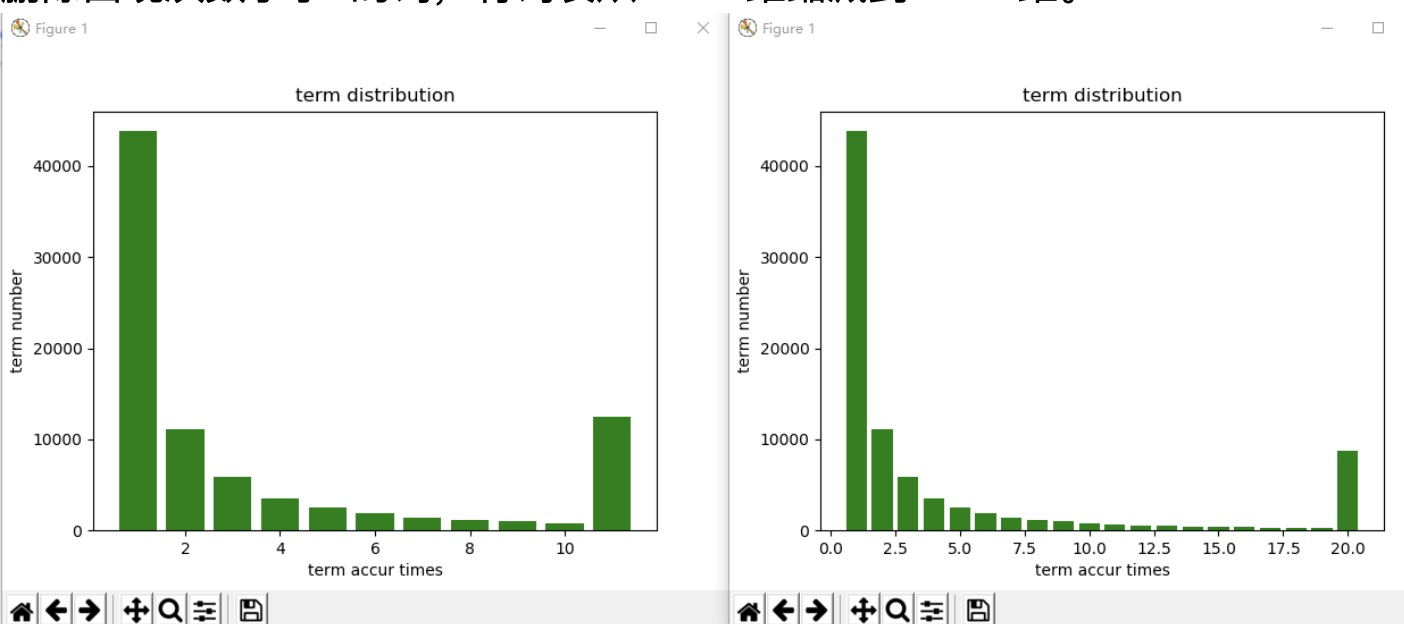 Figure 1
term distribution
40000
30000
20000
10000
0
term number
2 4 6 8 10
term accur times
Figure 1
term distribution
40000
30000
20000
10000
0
term number
0.0 2.5 5.0 7.5 10.0 12.5 15.0 17.5 20.0
term accur times